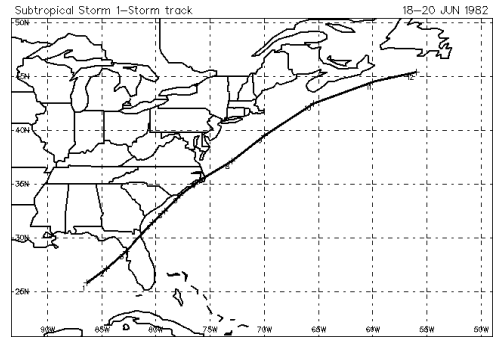 Subtropical Storm 1-Storm track
18-20 JUN 1982
50N
45N
40N
35N
30N
25N
90W 85W 80W 75W 70W 65W 60W 55W 50W